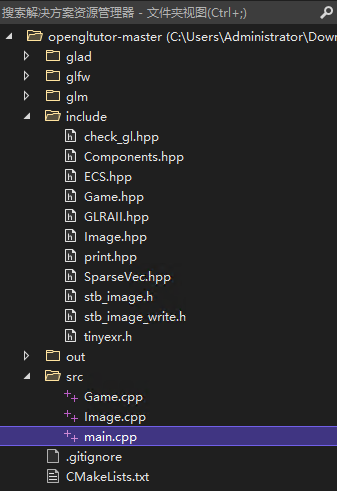 搜索解决方案资源管理器 - 文件夹视图(Ctrl+;)
opengltutor-master (C:\Users\Administrator\Dow
glad
glfw
glm
include
check_gl.hpp
Components.hpp
ECS.hpp
Game.hpp
GLRAII.hpp
Image.hpp
print.hpp
SparseVec.hpp
stb_image.h
stb_image_write.h
tinyexr.h
out
src
Game.cpp
Image.cpp
main.cpp
.gitignore
CMakeLists.txt